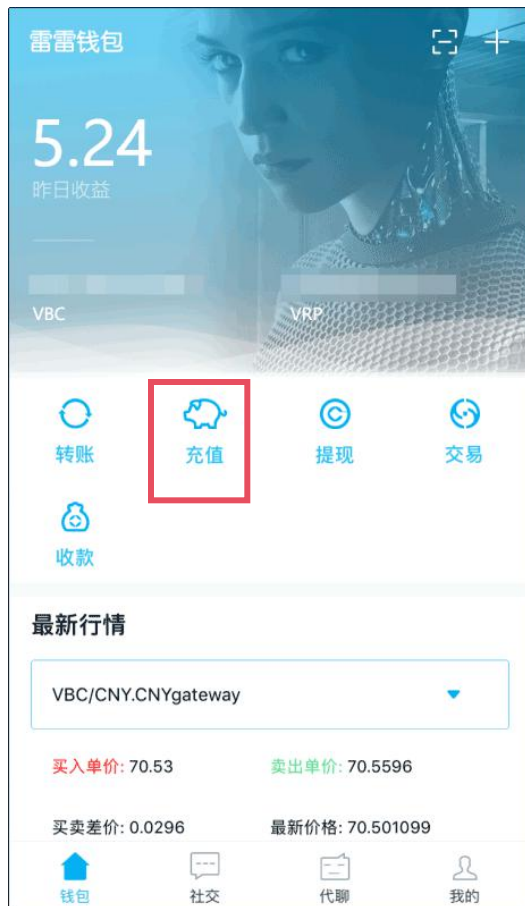 雷雷钱包
5.24
昨日收益
VBC VRP
转账 充值 提现 交易
收款
最新行情
VBC/CNY.CNYgateway
买入单价: 70.53 卖出单价: 70.5596
买卖差价: 0.0296 最新价格: 70.501099
钱包 社交 代聊 我的